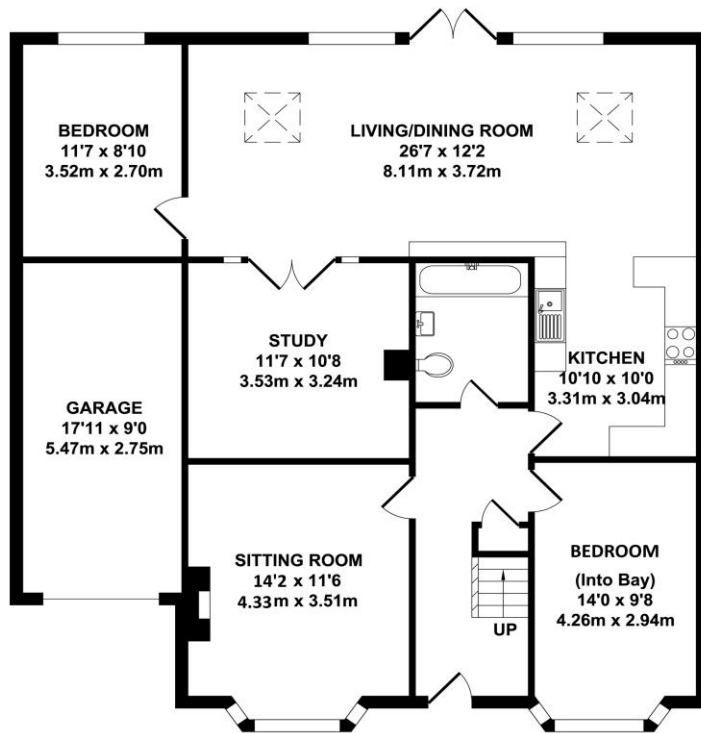 BEDROOM
11'7 x 8'10
3.52m x 2.70m
LIVING/DINING ROOM
26'7 x 12'2
8.11m x 3.72m
STUDY
11'7 x 10'8
3.53m x 3.24m
KITCHEN
10'10 x 10'0
3.31m x 3.04m
GARAGE
17'11 x 9'0
5.47m x 2.75m
SITTING ROOM
14'2 x 11'6
4.33m x 3.51m
UP
BEDROOM
(Into Bay)
14'0 x 9'8
4.26m x 2.94m